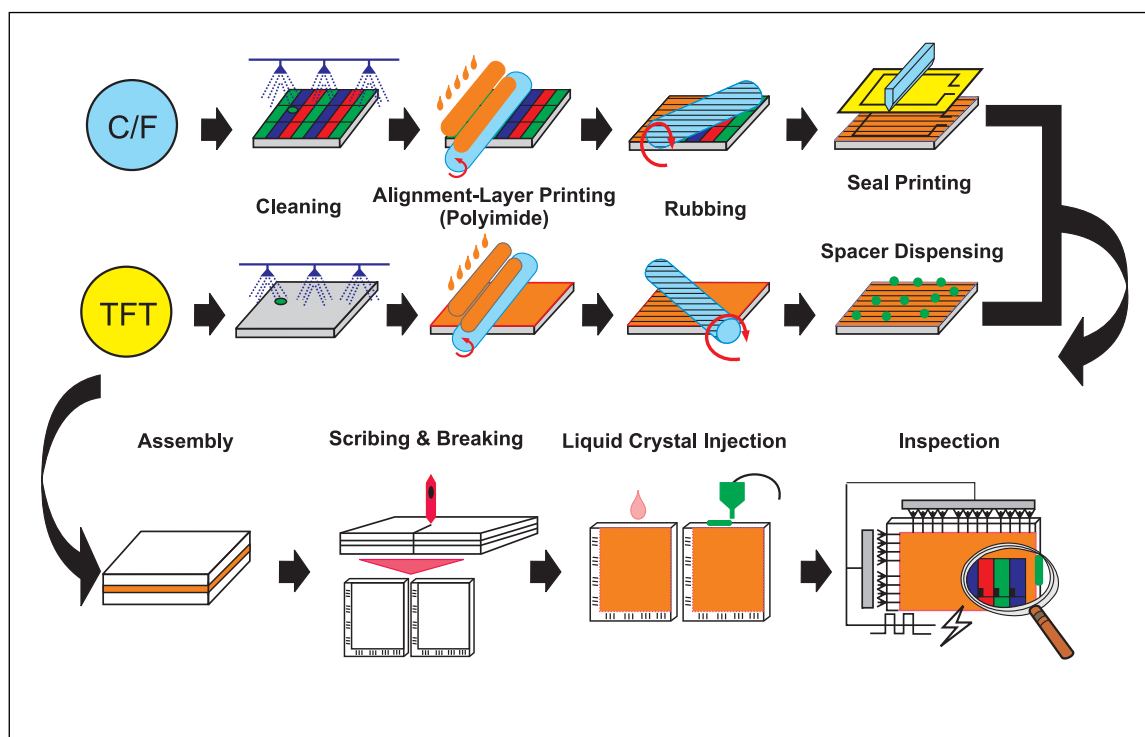 C/F
Cleaning
Alignment-Layer Printing
(Polyimide)
Rubbing
Seal Printing
TFT
Spacer Dispensing
Assembly
Scribing & Breaking
Liquid Crystal Injection
Inspection